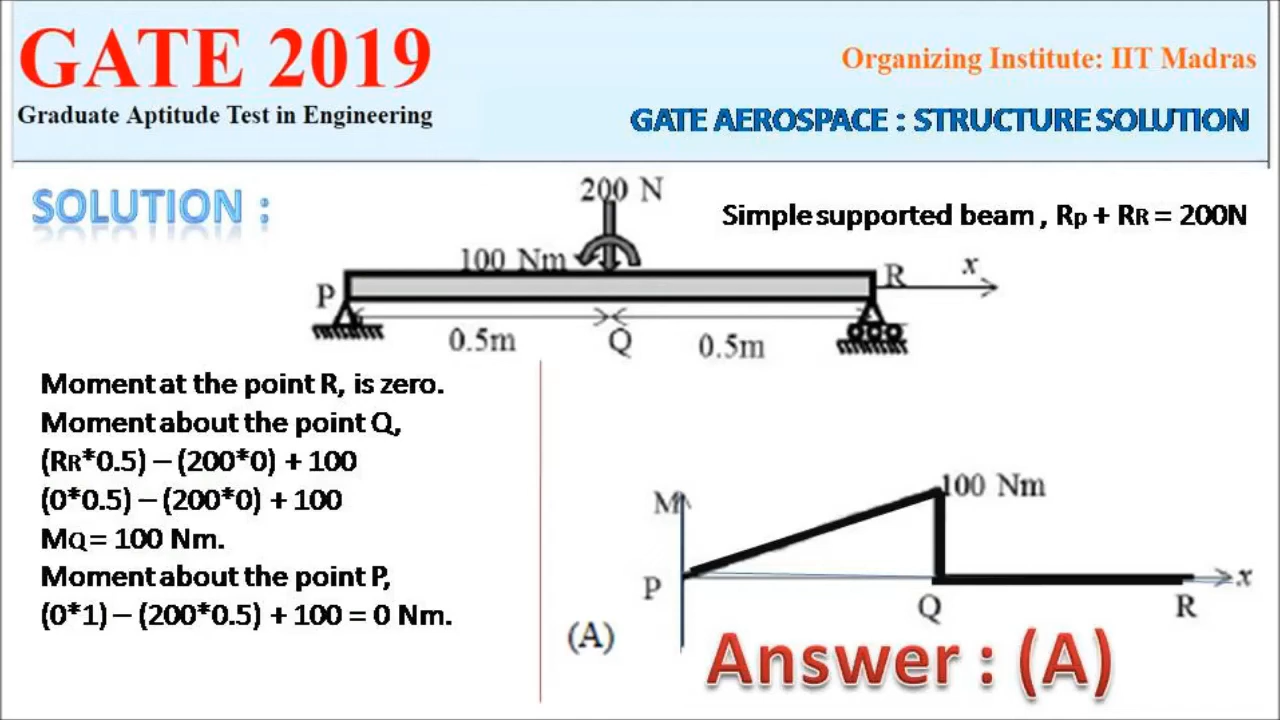 GATE 2019
Graduate Aptitude Test in Engineering
Organizing Institute: IIT Madras
GATE AEROSPACE : STRUCTURE SOLUTION
SOLUTION :
200 N
Simple supported beam , RP + RR = 200N
100 Nm
P
R
x
0.5m
Q
0.5m
Moment at the point R, is zero.
Moment about the point Q,
(RR*0.5) – (200*0) + 100
(0*0.5) – (200*0) + 100
MQ = 100 Nm.
Moment about the point P,
(0*1) – (200*0.5) + 100 = 0 Nm.
M
100 Nm
P
x
Q
R
(A)
Answer : (A)